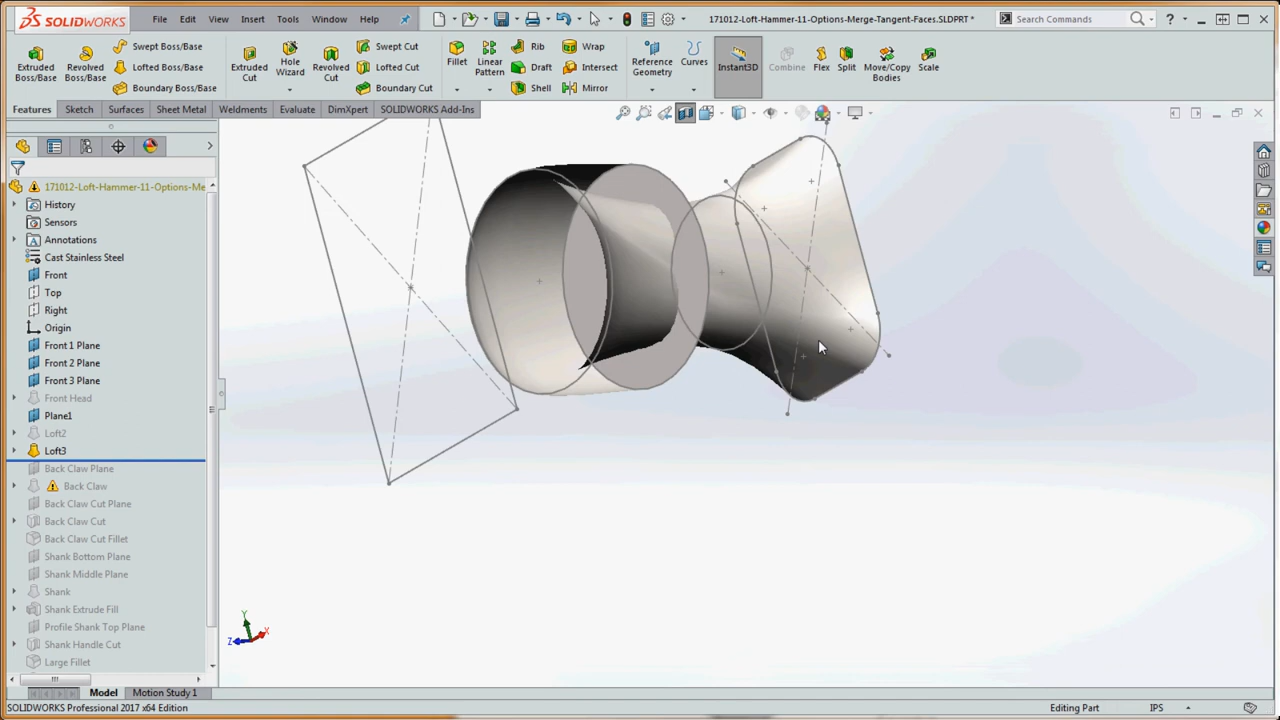 DS SOLIDWORKS
File Edit View Insert Tools Window Help
171012-Loft-Hammer-11-Options-Merge-Tangent-Faces.SLDPRT *
Search Commands
Extruded Boss/Base
Revolved Boss/Base
Swept Boss/Base
Lofted Boss/Base
Boundary Boss/Base
Extruded Cut
Hole Wizard
Revolved Cut
Swept Cut
Lofted Cut
Boundary Cut
Fillet
Linear Pattern
Rib
Draft
Shell
Wrap
Intersect
Mirror
Reference Geometry
Curves
Instant3D
Combine
Flex
Split
Move/Copy Bodies
Scale
Features Sketch Surfaces Sheet Metal Weldments Evaluate DimXpert SOLIDWORKS Add-Ins
171012-Loft-Hammer-11-Options-Me
History
Sensors
Annotations
Cast Stainless Steel
Front
Top
Right
Origin
Front 1 Plane
Front 2 Plane
Front 3 Plane
Front Head
Plane1
Loft2
Loft3
Back Claw Plane
Back Claw
Back Claw Cut Plane
Back Claw Cut
Back Claw Cut Fillet
Shank Bottom Plane
Shank Middle Plane
Shank
Shank Extrude Fill
Profile Shank Top Plane
Shank Handle Cut
Large Fillet
Y
Z X
Model Motion Study 1
SOLIDWORKS Professional 2017 x64 Edition
Editing Part
IPS